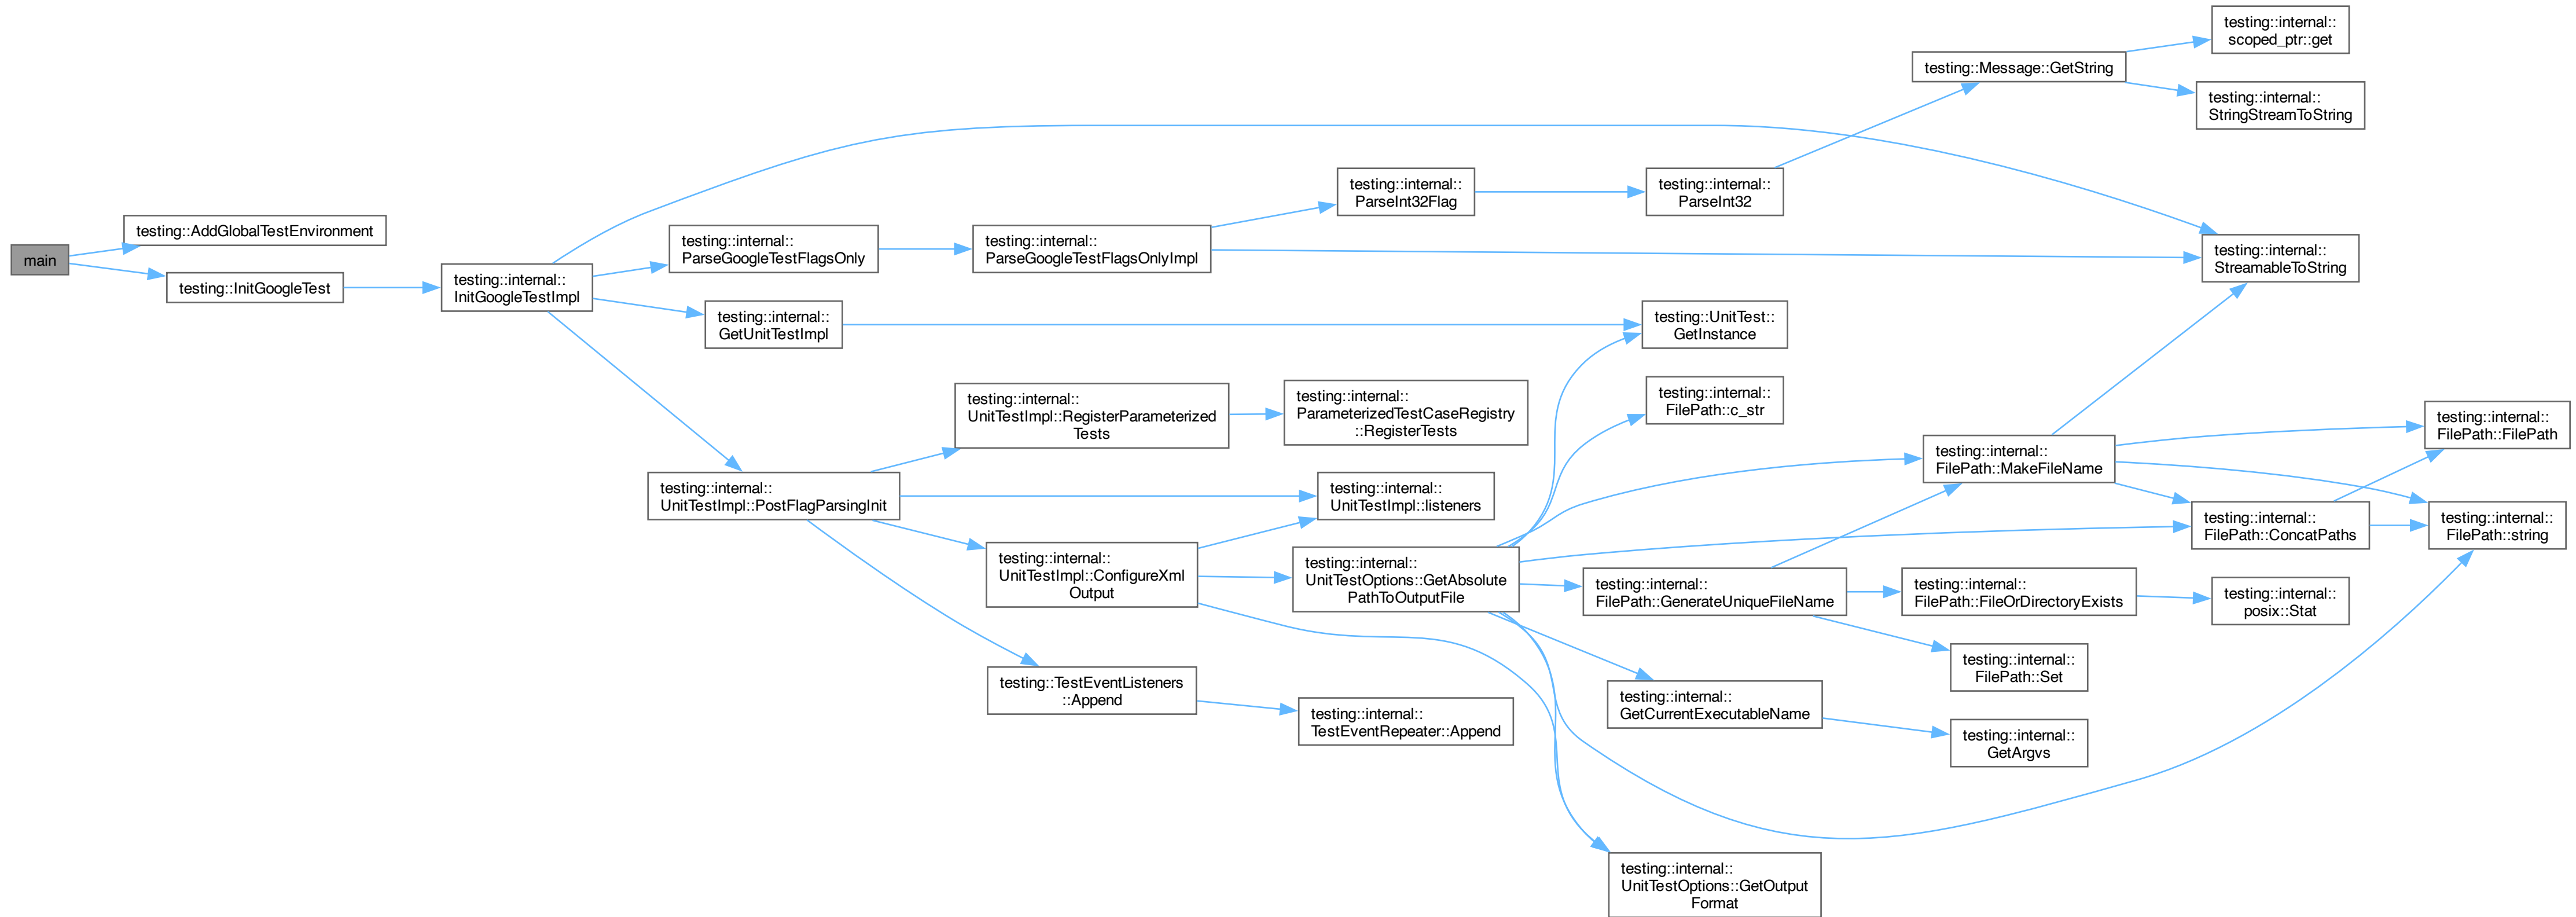 main
testing::AddGlobalTestEnvironment
testing::InitGoogleTest
testing::internal::
InitGoogleTestImpl
testing::internal::
ParseGoogleTestFlagsOnly
testing::internal::
GetUnitTestImpl
testing::internal::
UnitTestImpl::PostFlagParsingInit
testing::internal::
ParseGoogleTestFlagsOnlyImpl
testing::internal::
UnitTestImpl::RegisterParameterized
Tests
testing::internal::
UnitTestImpl::ConfigureXml
Output
testing::TestEventListeners
::Append
testing::internal::
ParseInt32Flag
testing::internal::
ParameterizedTestCaseRegistry
::RegisterTests
testing::internal::
UnitTestImpl::listeners
testing::internal::
UnitTestOptions::GetAbsolute
PathToOutputFile
testing::internal::
TestEventRepeater::Append
testing::internal::
ParseInt32
testing::UnitTest::
GetInstance
testing::internal::
FilePath::c_str
testing::internal::
FilePath::GenerateUniqueFileName
testing::internal::
GetCurrentExecutableName
testing::internal::
UnitTestOptions::GetOutput
Format
testing::Message::GetString
testing::internal::
FilePath::MakeFileName
testing::internal::
FilePath::FileOrDirectoryExists
testing::internal::
FilePath::Set
testing::internal::
GetArgvs
testing::internal::
scoped_ptr::get
testing::internal::
StringStreamToString
testing::internal::
StreamableToString
testing::internal::
FilePath::ConcatPaths
testing::internal::
posix::Stat
testing::internal::
FilePath::FilePath
testing::internal::
FilePath::string